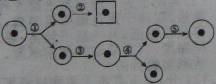 ① ② ③ ④ ⑤